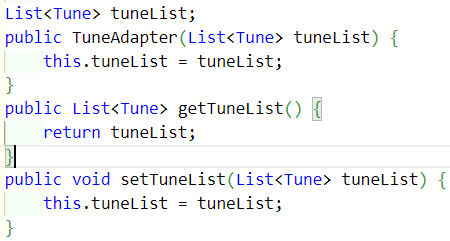 List<Tune> tuneList;
public TuneAdapter(List<Tune> tuneList) {
    this.tuneList = tuneList;
}
public List<Tune> getTuneList() {
    return tuneList;
}
public void setTuneList(List<Tune> tuneList) {
    this.tuneList = tuneList;
}